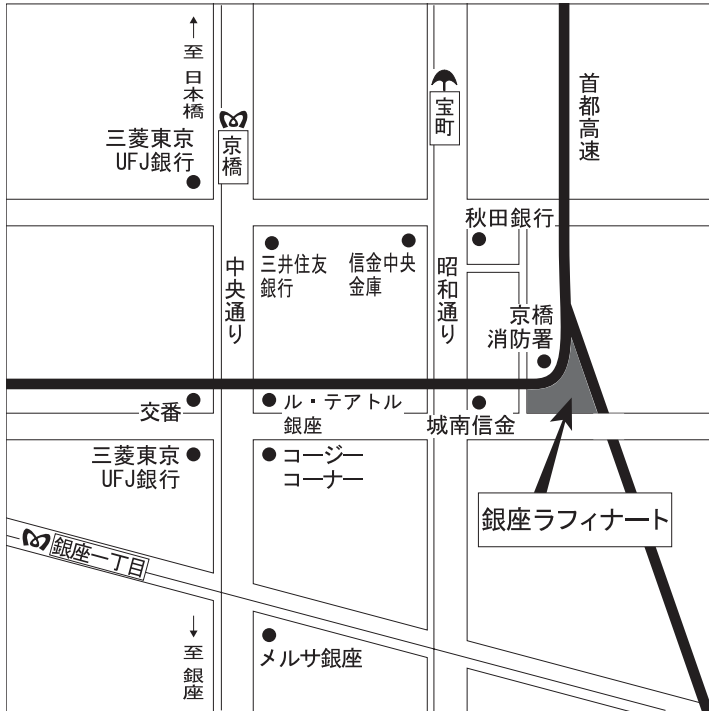 ↑
至
日本橋
三菱東京
UFJ銀行
京橋
宝町
首都高速
秋田銀行
三井住友
銀行
信金中央
金庫
中央通り
昭和通り
京橋
消防署
交番
ル・テアトル
銀座
城南信金
三菱東京
UFJ銀行
コージー
コーナー
銀座ラフィナート
銀座一丁目
メルサ銀座
↓
至
銀座